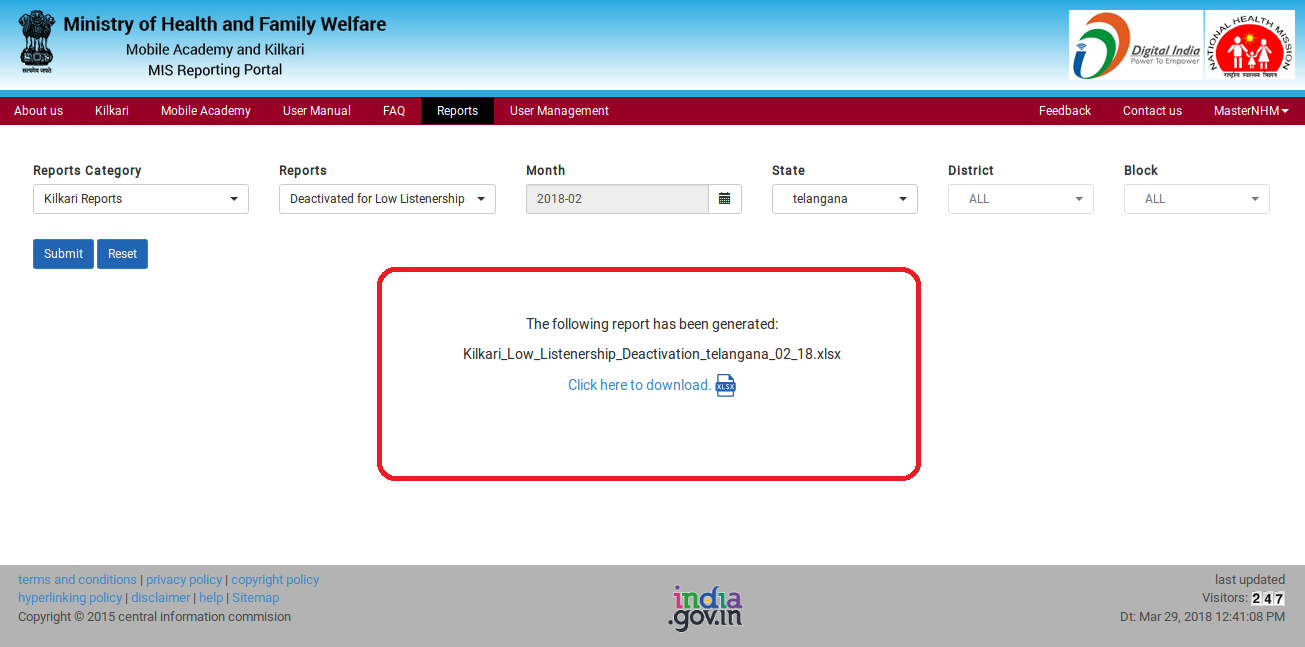 Ministry of Health and Family Welfare
Mobile Academy and Kilkari
MIS Reporting Portal
सत्यमेव जयते
Digital India
Power To Empower
NATIONAL HEALTH MISSION
राष्ट्रीय स्वास्थ्य मिशन
About us Kilkari Mobile Academy User Manual FAQ Reports User Management Feedback Contact us MasterNHM
Reports Category Reports Month State District Block
Kilkari Reports Deactivated for Low Listenership 2018-02 telangana ALL ALL
Submit Reset
The following report has been generated:
Kilkari_Low_Listenership_Deactivation_telangana_02_18.xlsx
Click here to download. XLSX
terms and conditions | privacy policy | copyright policy
hyperlinking policy | disclaimer | help | Sitemap
Copyright © 2015 central information commision
india
.gov.in
last updated
Visitors: 247
Dt: Mar 29, 2018 12:41:08 PM